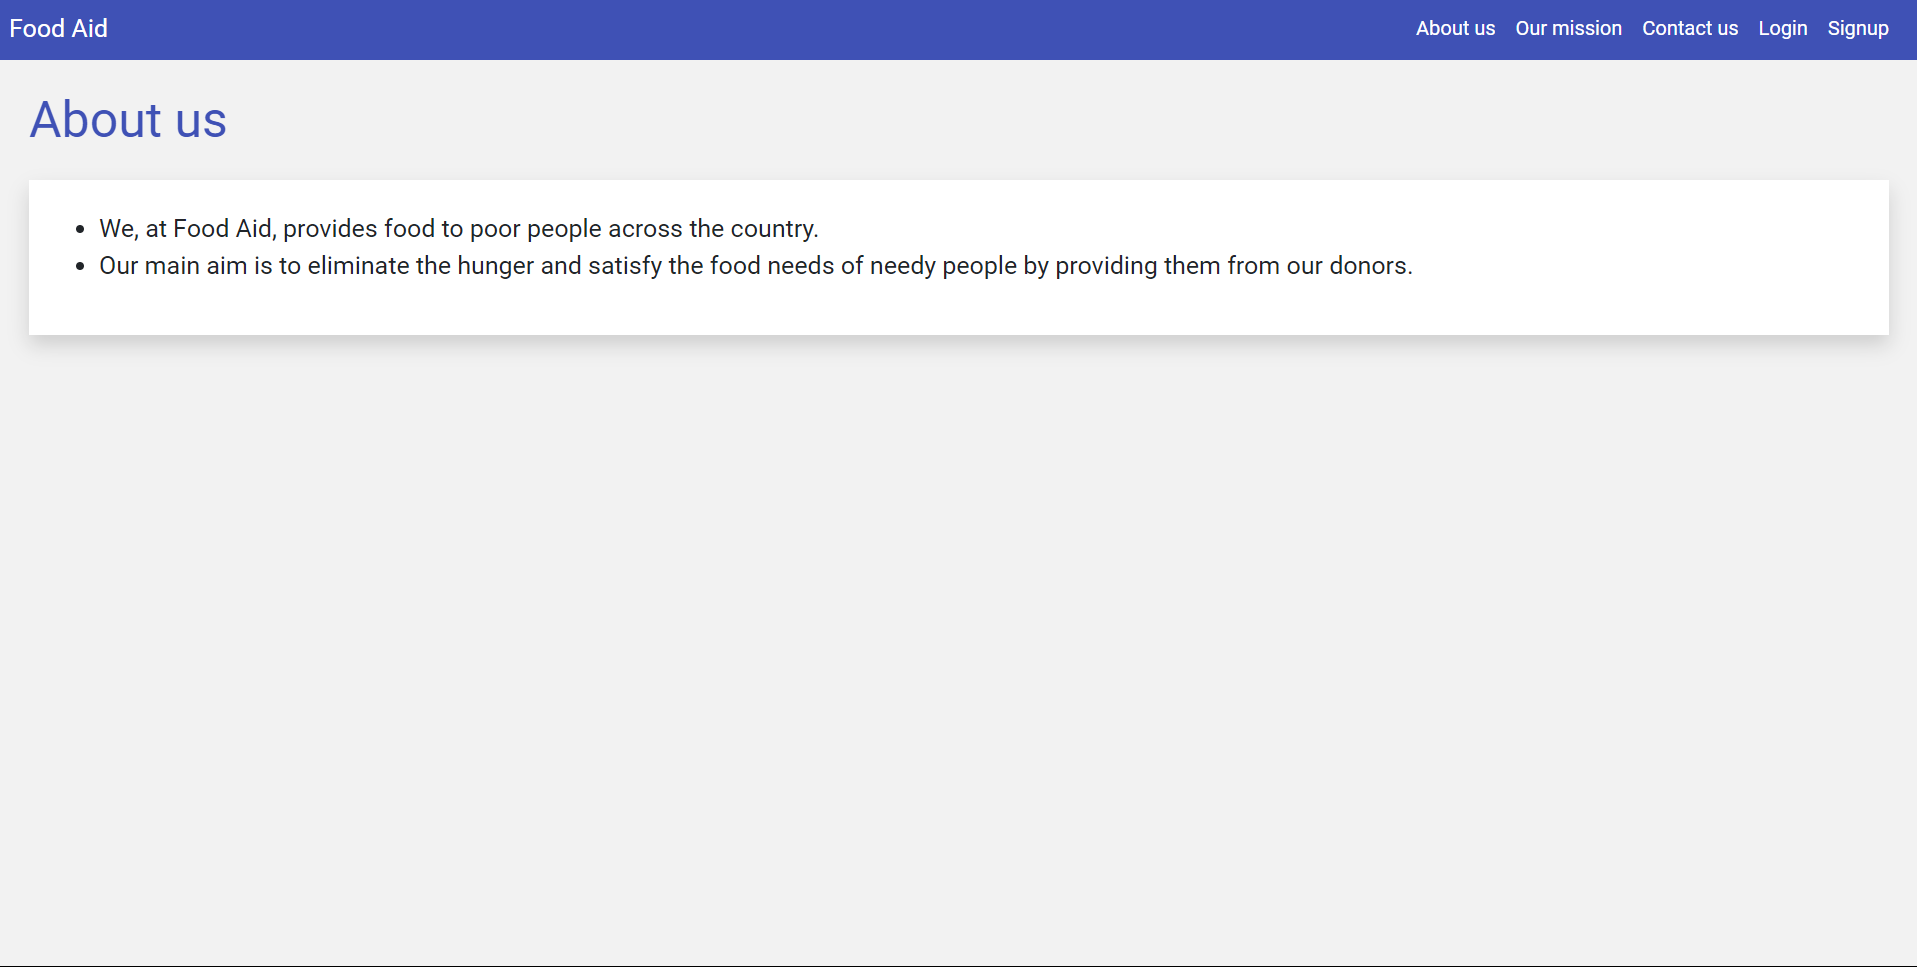 Food Aid
About us Our mission Contact us Login Signup
About us
We, at Food Aid, provides food to poor people across the country.
Our main aim is to eliminate the hunger and satisfy the food needs of needy people by providing them from our donors.